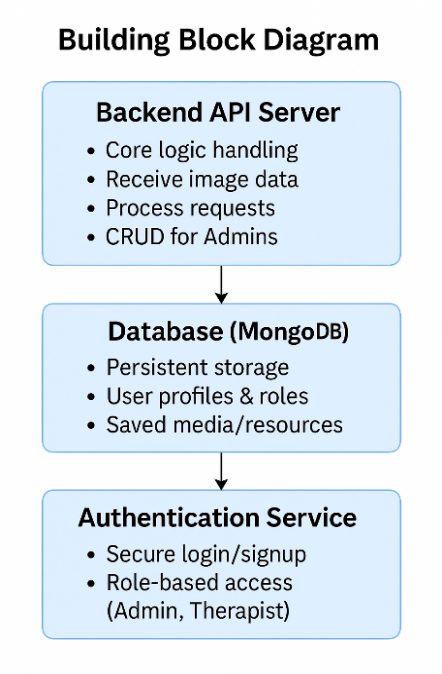 Building Block Diagram
Backend API Server
• Core logic handling
• Receive image data
• Process requests
• CRUD for Admins
Database (MongoDB)
• Persistent storage
• User profiles & roles
• Saved media/resources
Authentication Service
• Secure login/signup
• Role-based access
(Admin, Therapist)